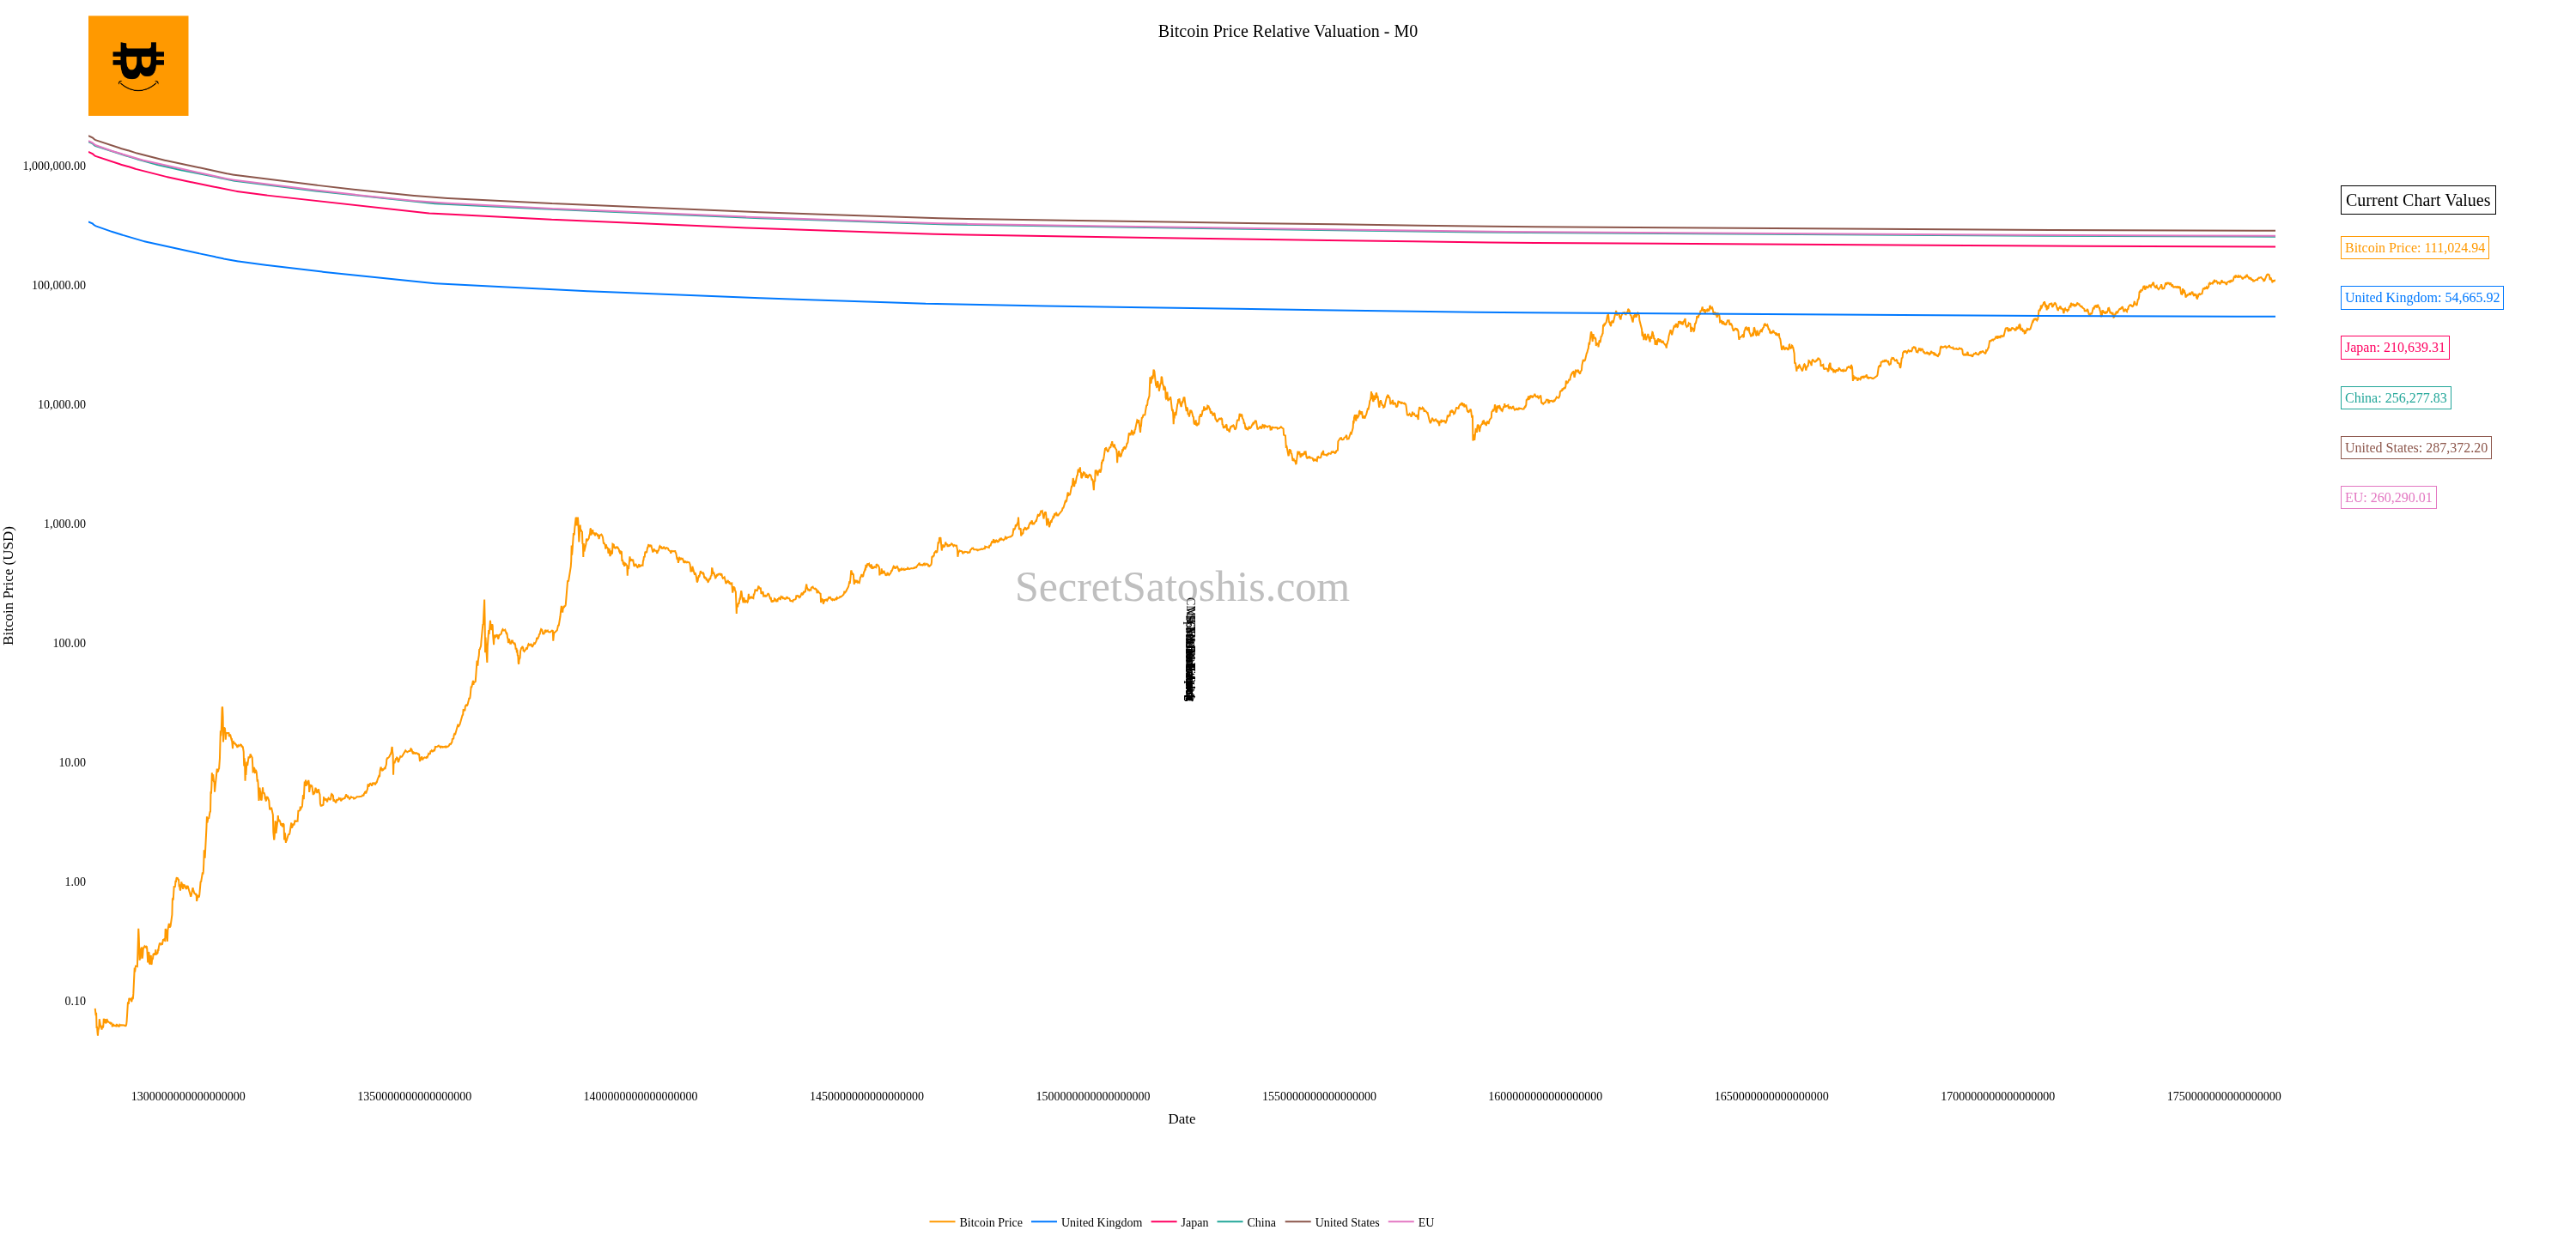 Bitcoin Price Relative Valuation - M0
1,000,000.00
100,000.00
10,000.00
1,000.00
100.00
10.00
1.00
0.10
Bitcoin Price (USD)
Current Chart Values
Bitcoin Price: 111,024.94
United Kingdom: 54,665.92
Japan: 210,639.31
China: 256,277.83
United States: 287,372.20
EU: 260,290.01
SecretSatoshis.com
1300000000000000000 1350000000000000000 1400000000000000000 1450000000000000000 1500000000000000000 1550000000000000000 1600000000000000000 1650000000000000000 1700000000000000000 1750000000000000000
Date
Bitcoin Price United Kingdom Japan China United States EU